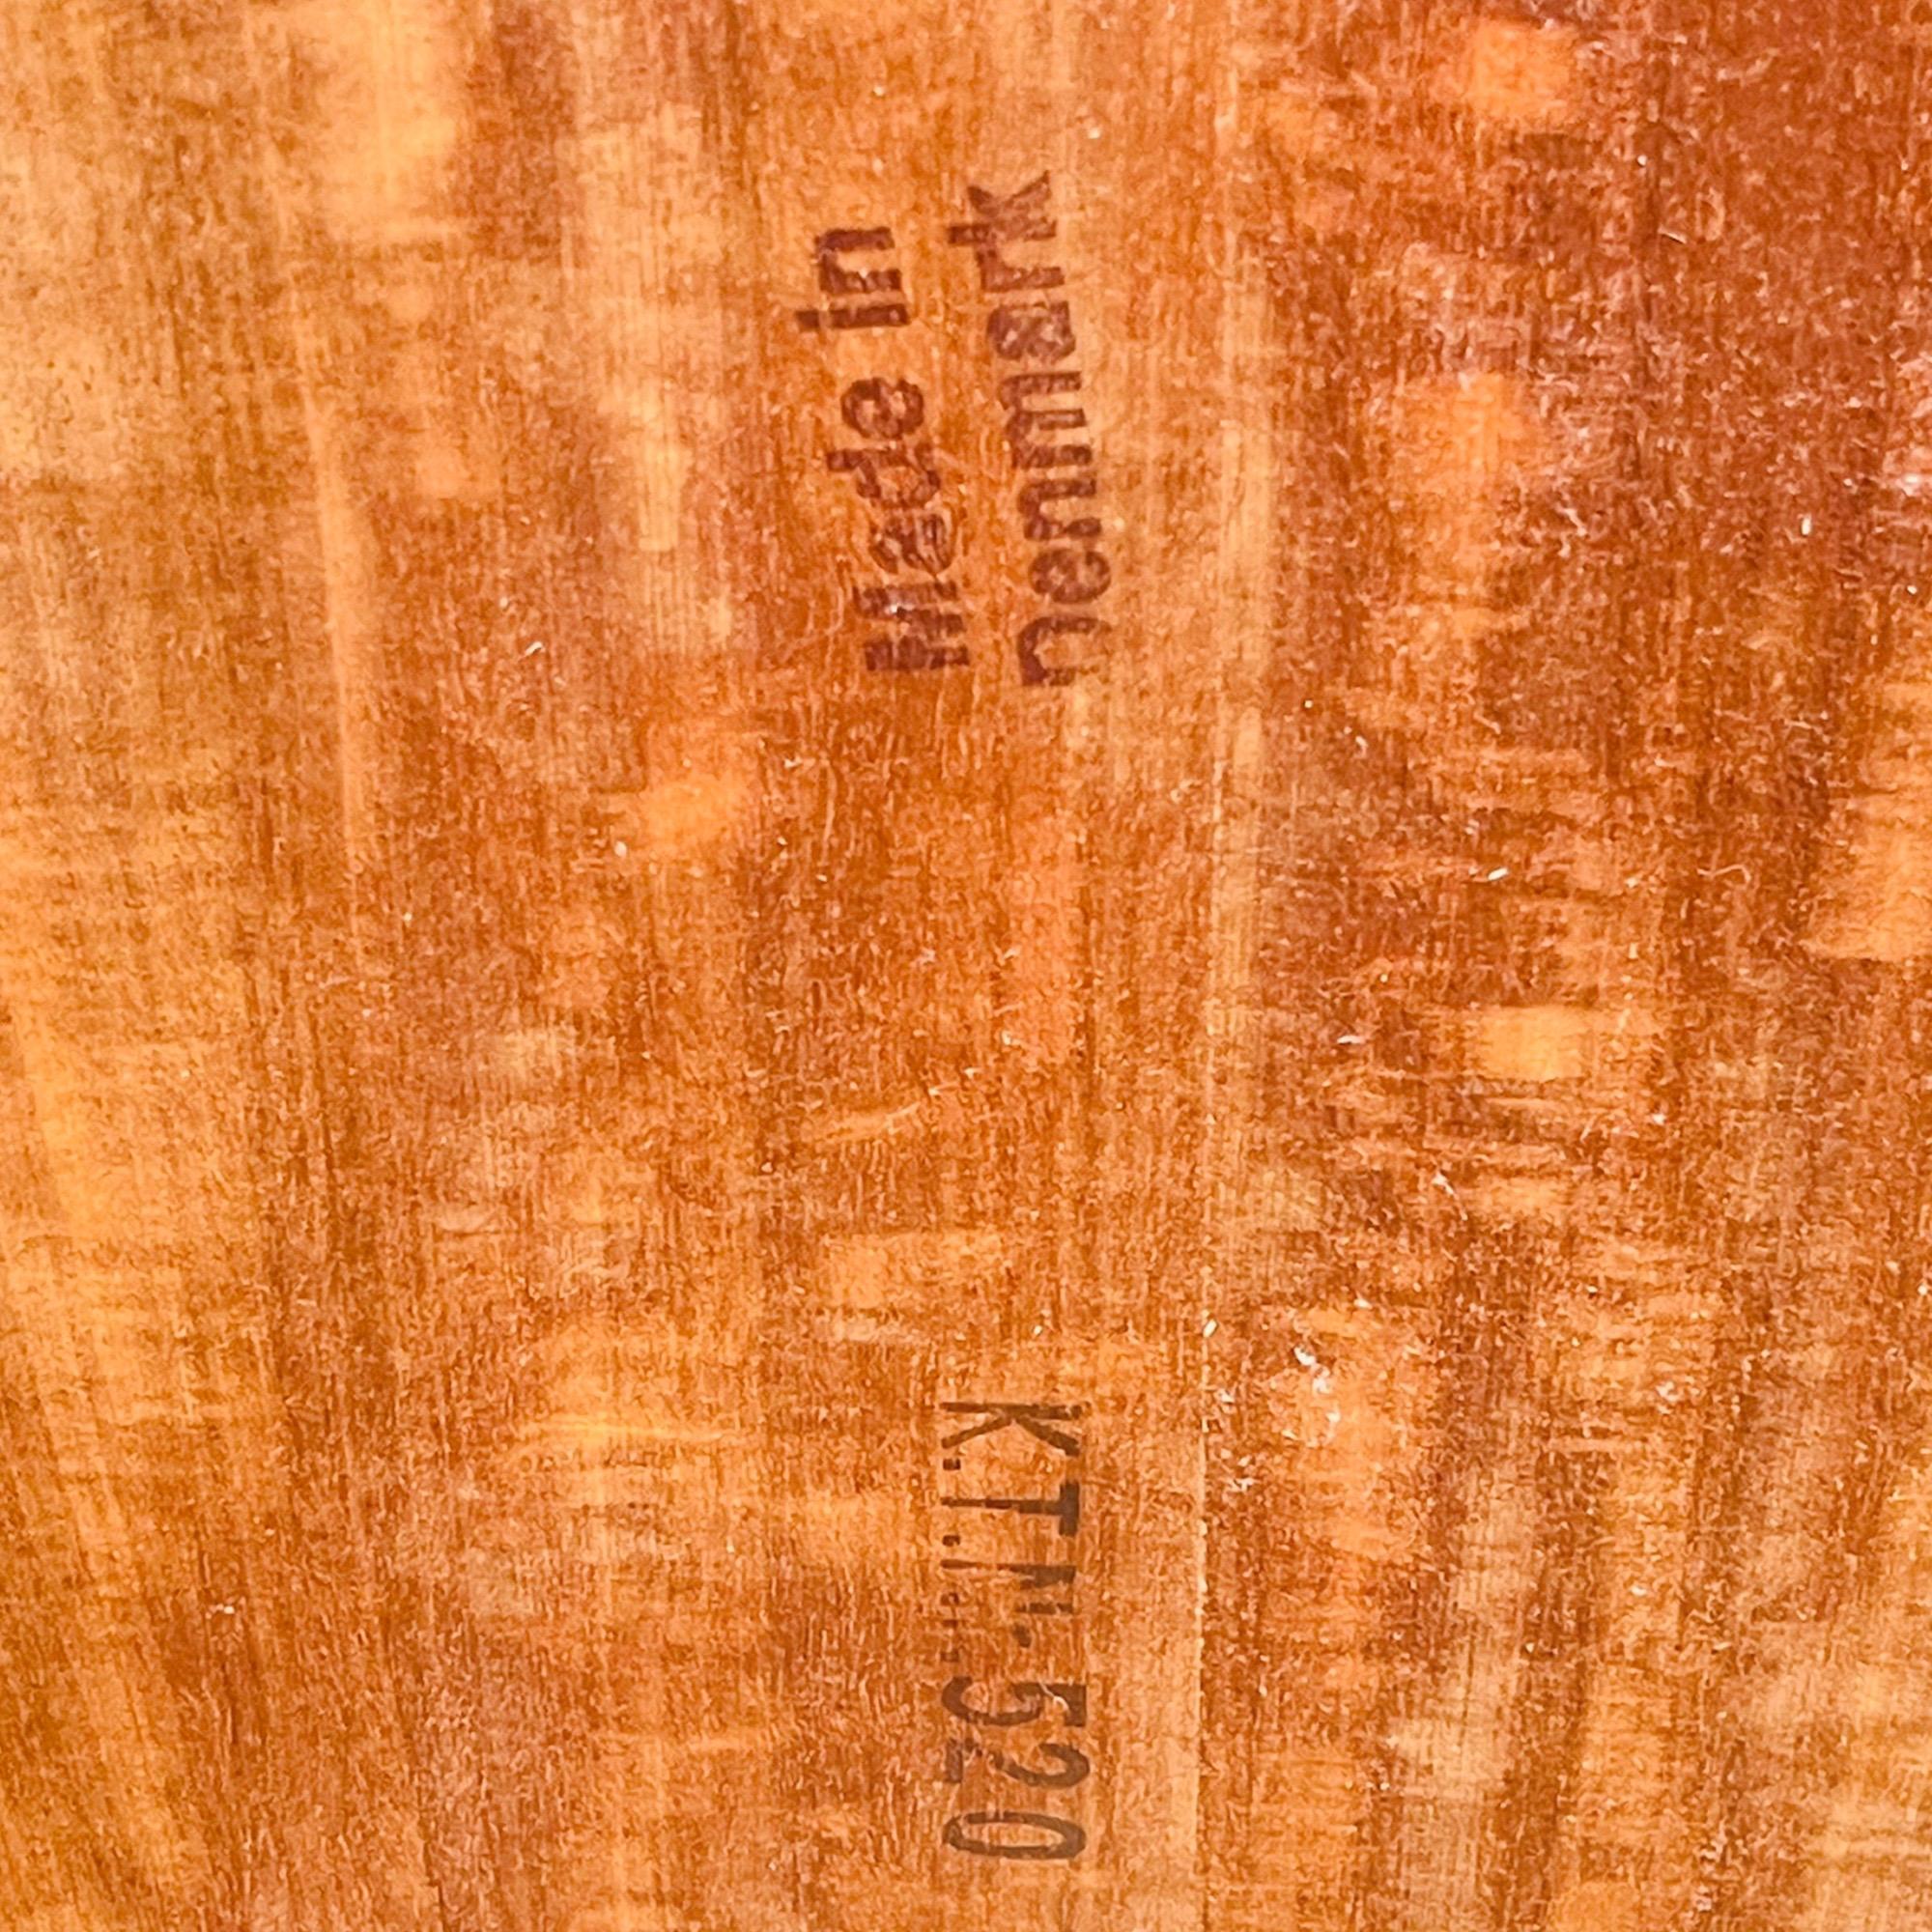 Made in
Denmark
K.T. 520